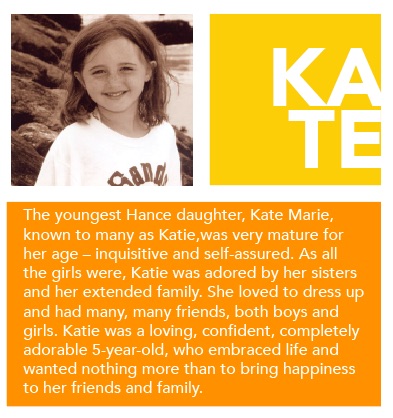 KA
TE
Sand
The youngest Hance daughter, Kate Marie,
known to many as Katie,was very mature for
her age – inquisitive and self-assured. As all
the girls were, Katie was adored by her sisters
and her extended family. She loved to dress up
and had many, many friends, both boys and
girls. Katie was a loving, confident, completely
adorable 5-year-old, who embraced life and
wanted nothing more than to bring happiness
to her friends and family.